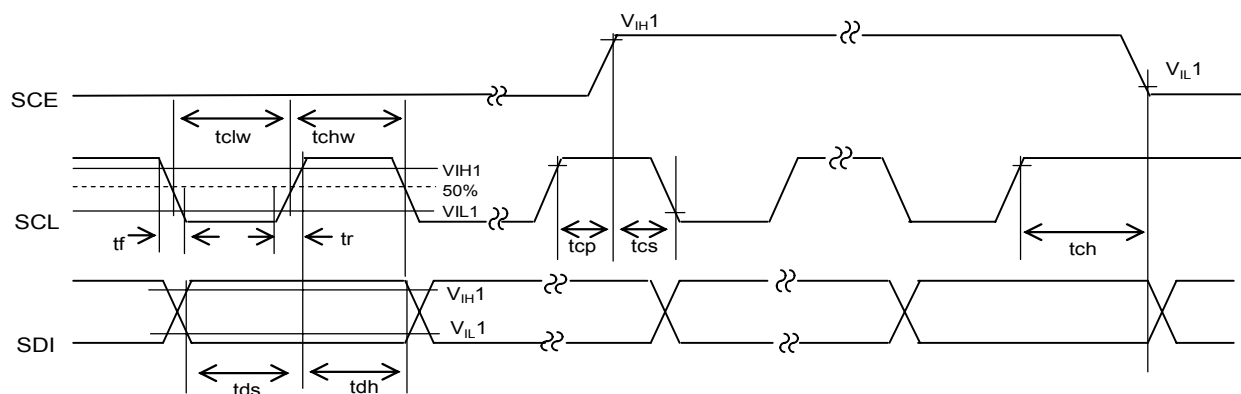 VIH1
VIL1
SCE
tclw
tchw
VIH1
50%
VIL1
SCL
tf
tr
tcp
tcs
tch
VIH1
VIL1
SDI
tds
tdh